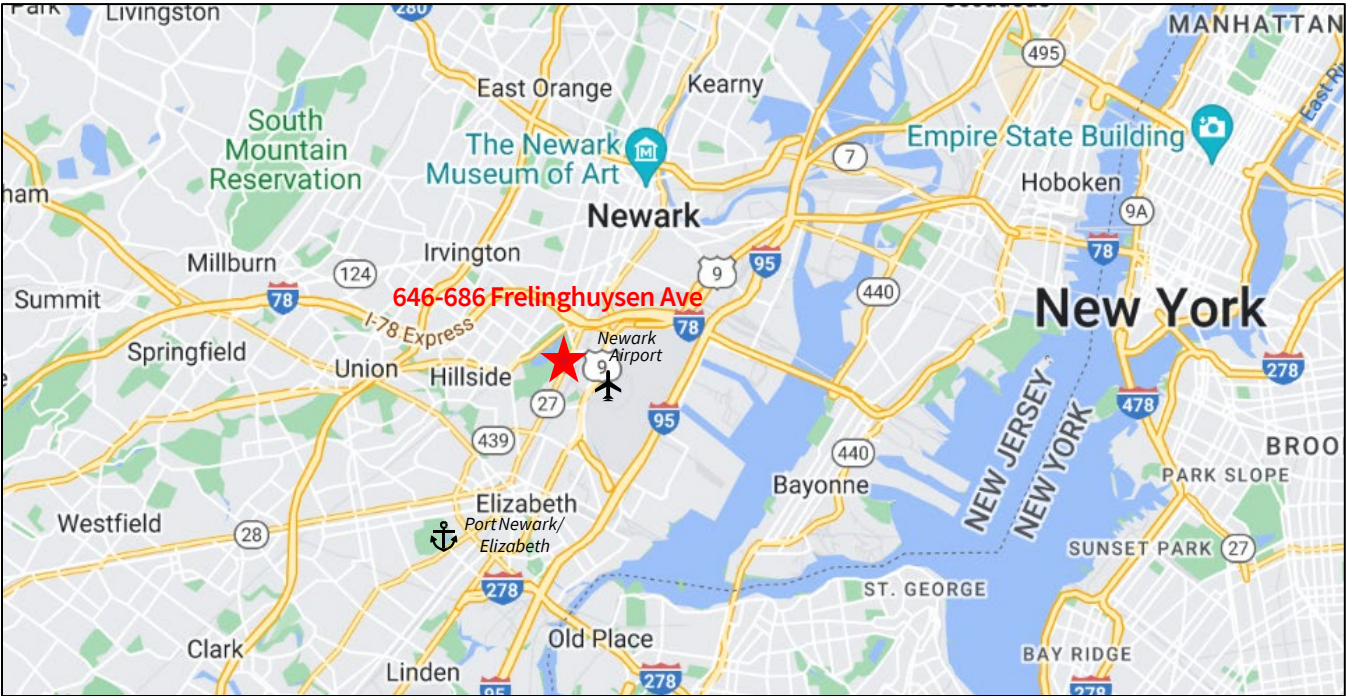 Park
Livingston
280
MANHATTAN
495
East Orange
Kearny
South
Mountain
Reservation
The Newark
Museum of Art
M
7
Empire State Building
East Ri
Hoboken
ham
Newark
9A
78
Irvington
Millburn
124
9
95
440
Summit
78
646-686 Frelinghuysen Ave
New York
I-78 Express
78
Newark
Airport
Springfield
Union
Hillside
9
278
27
95
478
NEW JERSEY
NEW YORK
439
440
BROO
Bayonne
PARK SLOPE
Elizabeth
Westfield
28
Port Newark/
Elizabeth
SUNSET PARK
27
278
ST. GEORGE
Clark
Old Place
BAY RIDGE
Linden
278
95
278